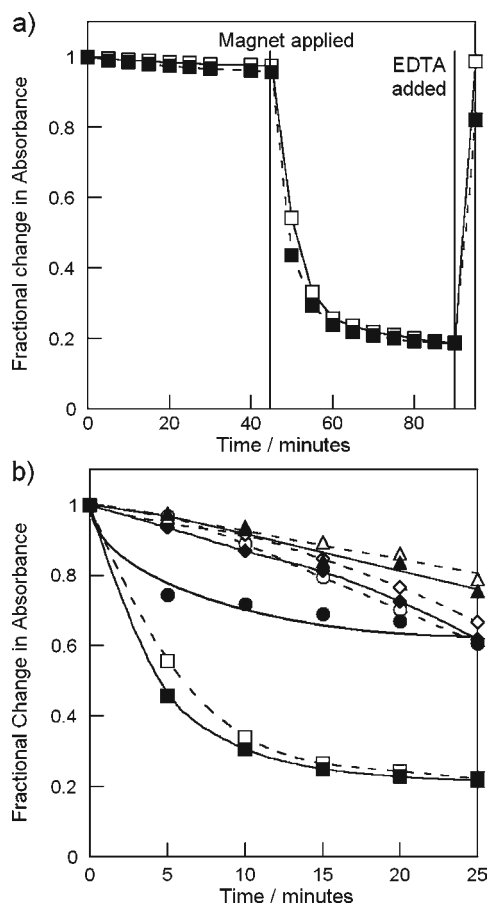 a)
Magnet applied
EDTA
added
1
0.8
0.6
0.4
0.2
0
0 20 40 60 80
Fractional change in Absorbance
Time / minutes
b)
1
0.8
0.6
0.4
0.2
0
0 5 10 15 20 25
Fractional Change in Absorbance
Time / minutes